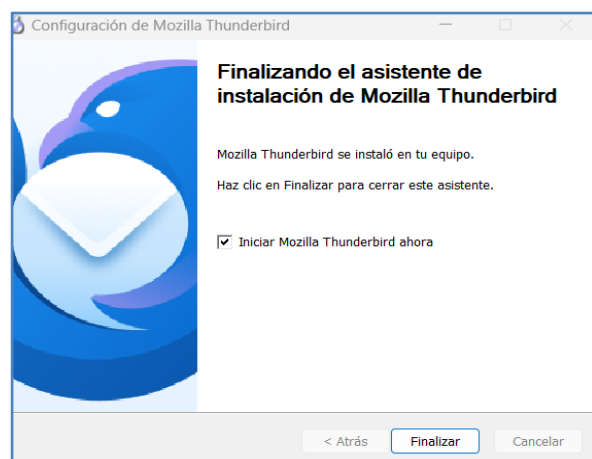 Configuración de Mozilla Thunderbird
Finalizando el asistente de
instalación de Mozilla Thunderbird
Mozilla Thunderbird se instaló en tu equipo.
Haz clic en Finalizar para cerrar este asistente.
Iniciar Mozilla Thunderbird ahora
< Atrás Finalizar Cancelar